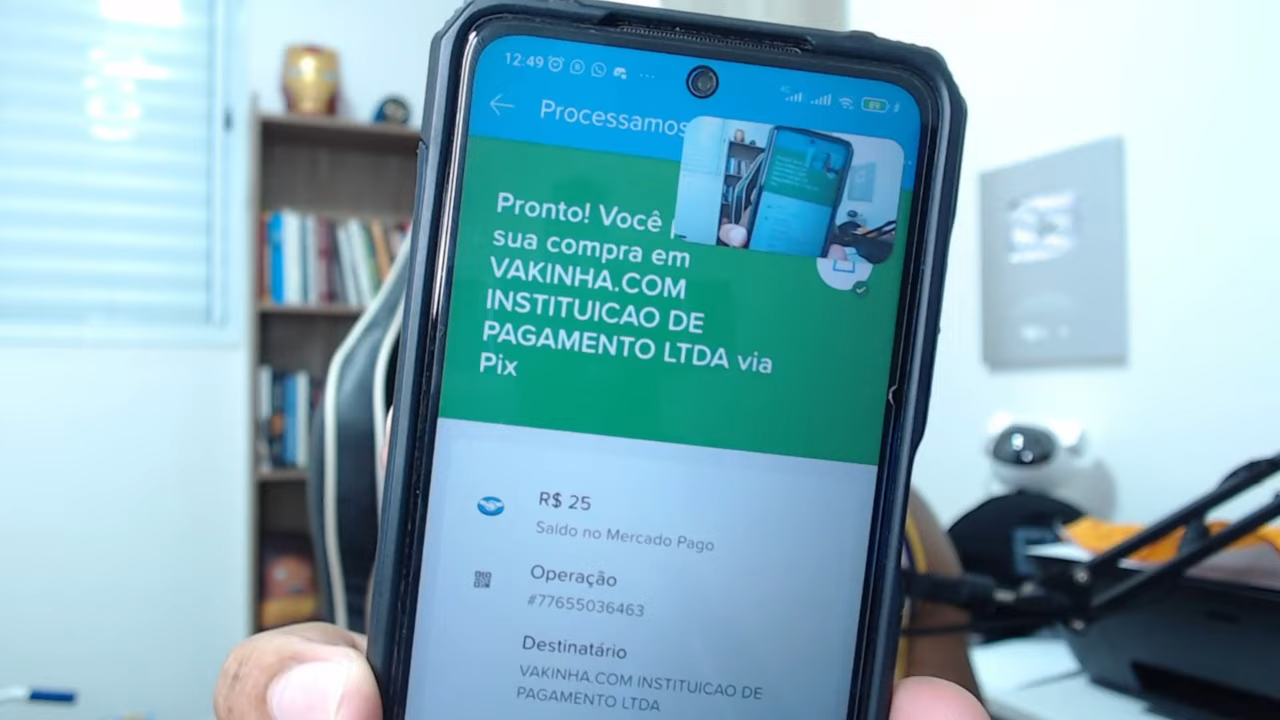 12:49
Processamos
Pronto! Você
sua compra em
VAKINHA.COM
INSTITUICAO DE
PAGAMENTO LTDA via
Pix
R$ 25
Saldo no Mercado Pago
Operação
#77655036463
Destinatário
VAKINHA.COM INSTITUICAO DE
PAGAMENTO LTDA